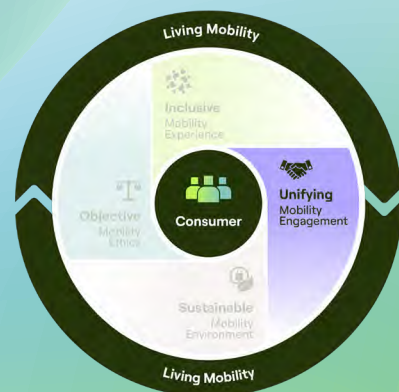 Living Mobility
Inclusive
Mobility
Experience
Unifying
Mobility
Engagement
Objective
Mobility
Ethics
Consumer
Sustainable
Mobility
Environment
Living Mobility